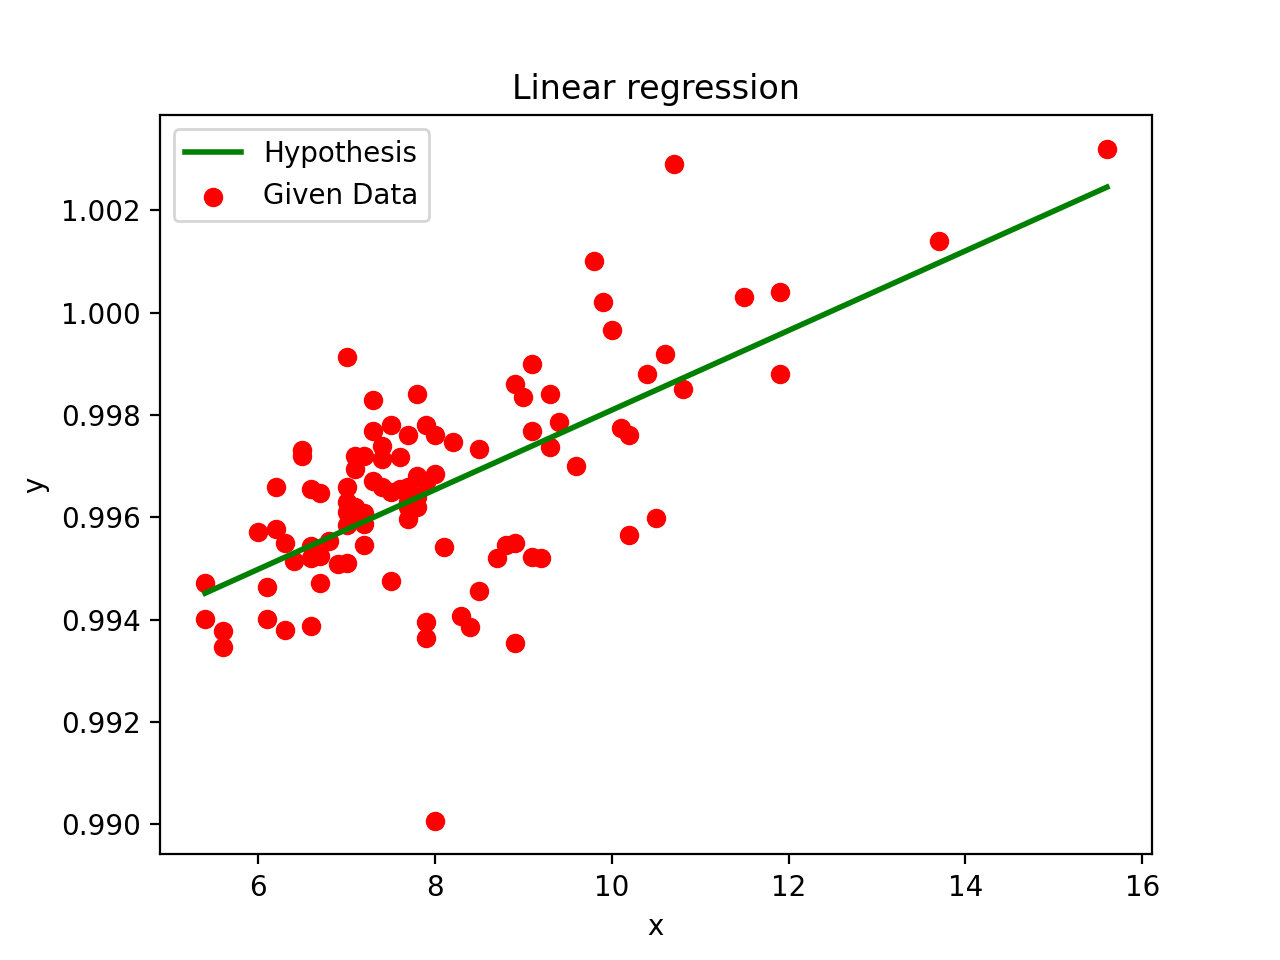 Linear regression
Hypothesis
Given Data
1.002
1.000
0.998
0.996
0.994
0.992
0.990
y
6 8 10 12 14 16
x